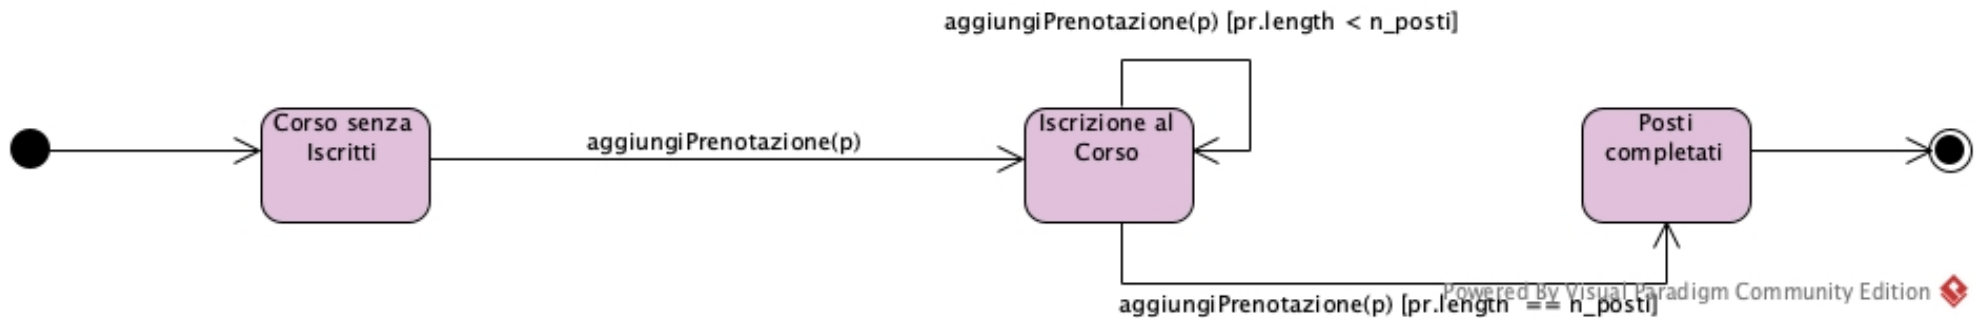 aggiungiPrenotazione(p) [pr.length < n_posti]
Corso senza
Iscritti
aggiungiPrenotazione(p)
Iscrizione al
Corso
Posti
completati
Powered By Visual Paradigm Community Edition
aggiungiPrenotazione(p) [pr.length == n_posti]